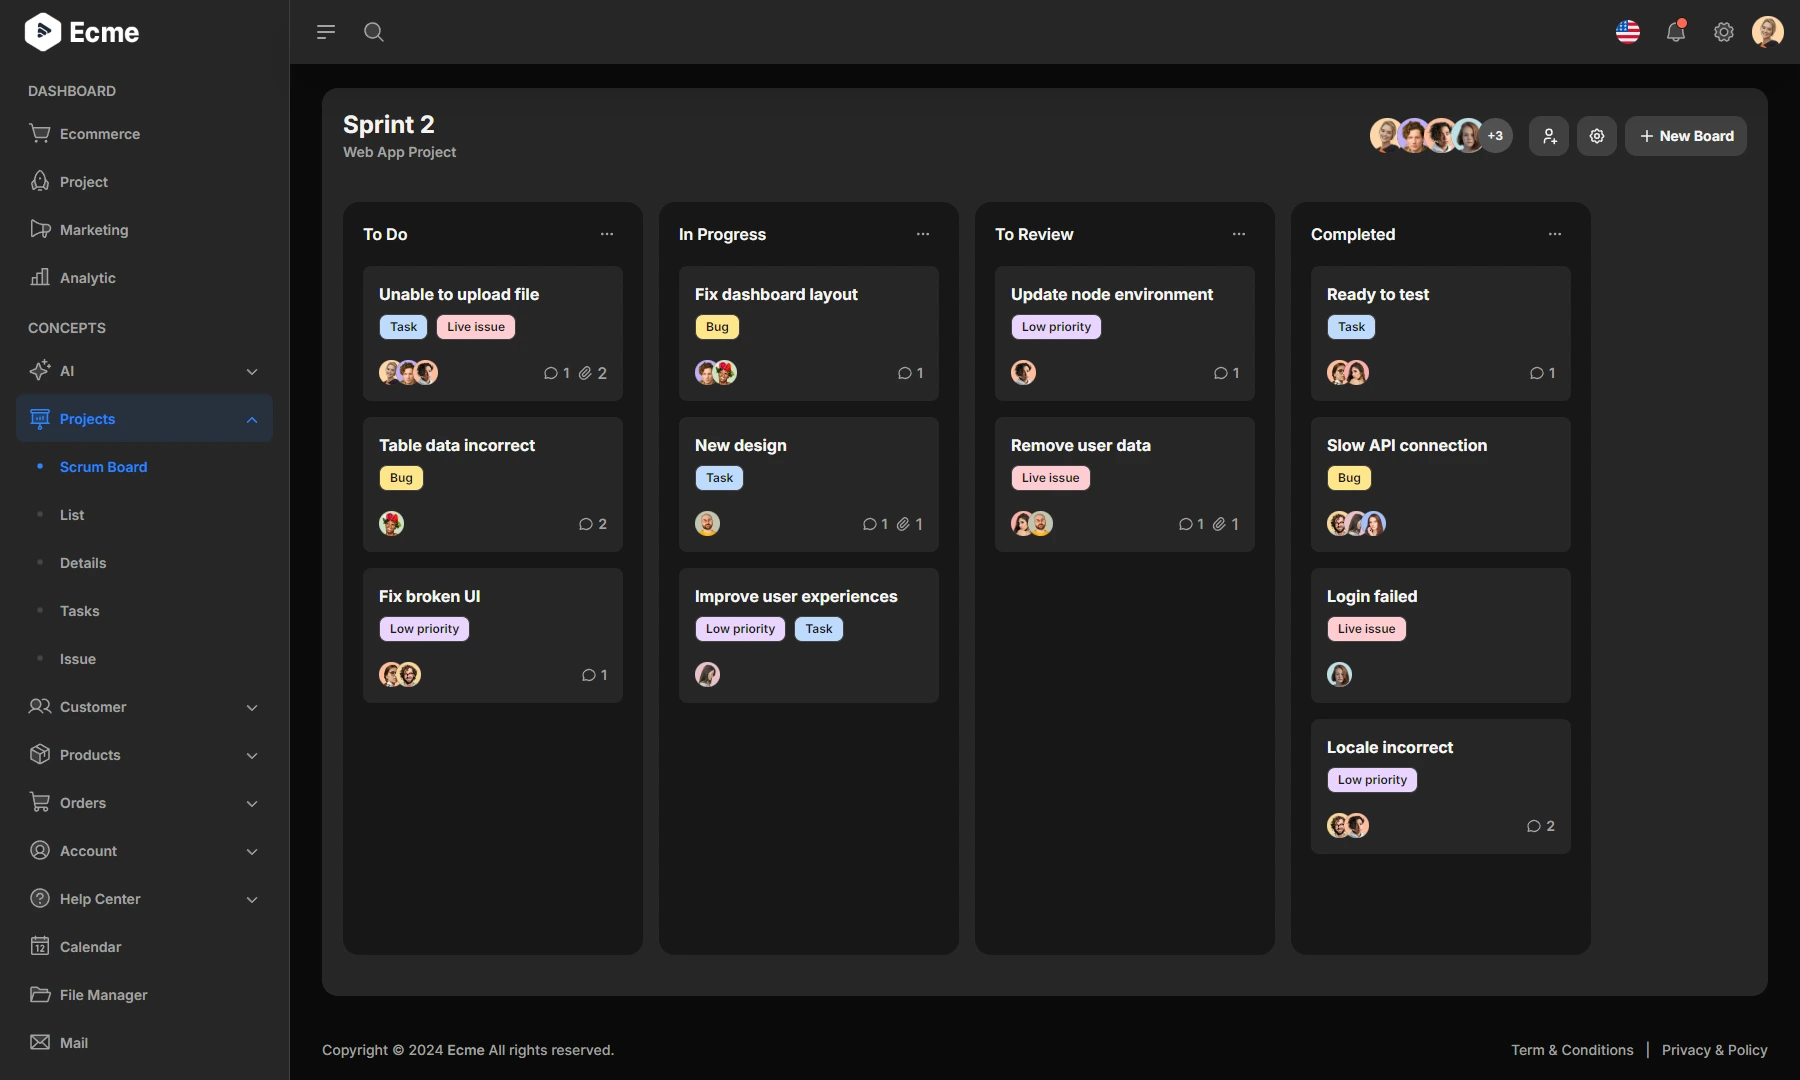 Ecme
DASHBOARD
Ecommerce
Project
Marketing
Analytic
CONCEPTS
AI
Projects
Scrum Board
List
Details
Tasks
Issue
Customer
Products
Orders
Account
Help Center
12
Calendar
File Manager
Mail
Sprint 2
Web App Project
+3
New Board
To Do
Unable to upload file
Task Live issue
1 2
Table data incorrect
Bug
2
Fix broken UI
Low priority
1
In Progress
Fix dashboard layout
Bug
1
New design
Task
1 1
Improve user experiences
Low priority Task
To Review
Update node environment
Low priority
1
Remove user data
Live issue
1 1
Completed
Ready to test
Task
1
Slow API connection
Bug
Login failed
Live issue
Locale incorrect
Low priority
2
Copyright © 2024 Ecme All rights reserved.
Term & Conditions | Privacy & Policy